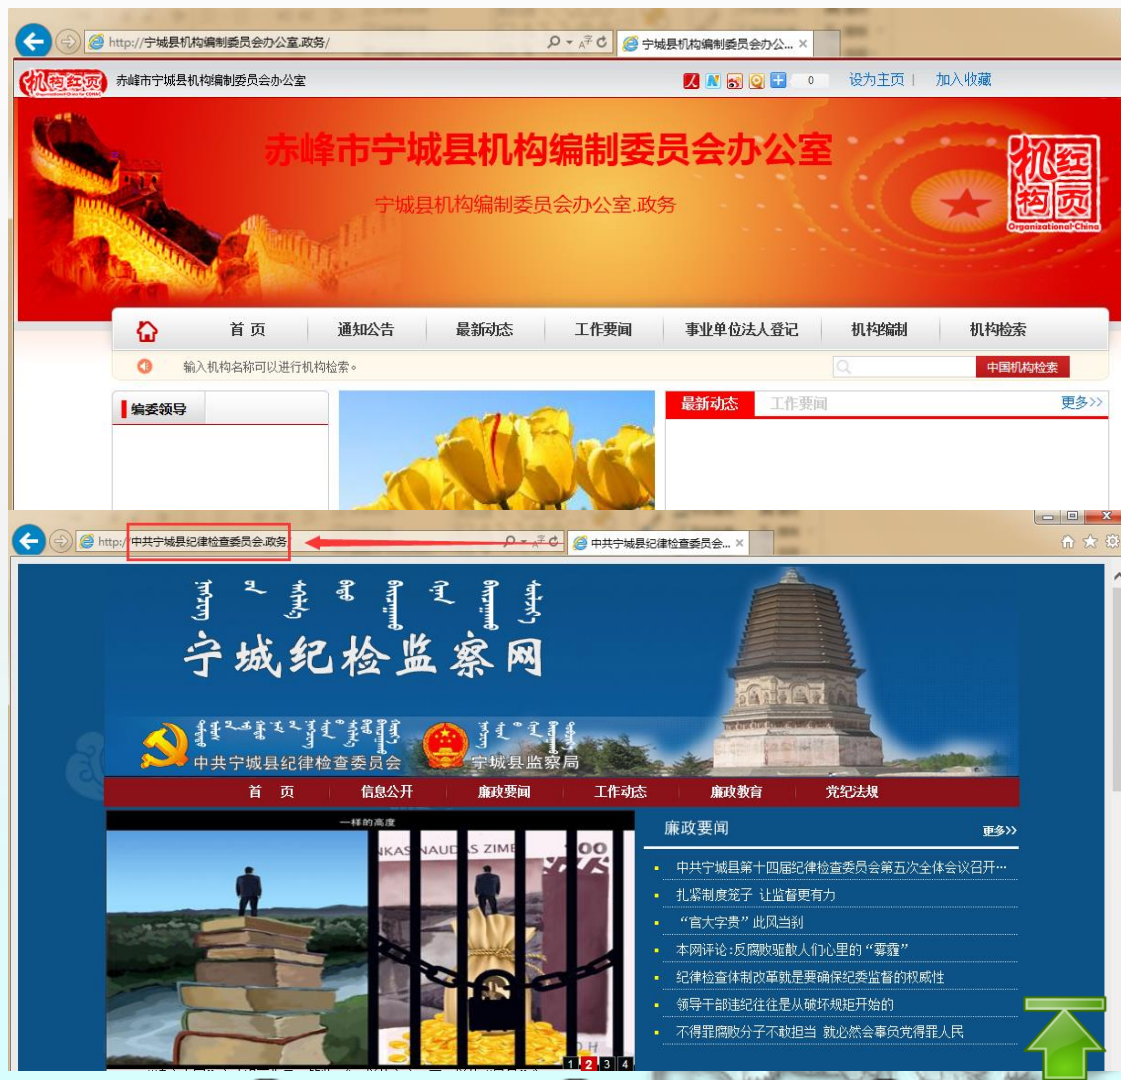 http://宁城县机构编制委员会办公室.政务/
宁城县机构编制委员会办公... ×
机构红页
赤峰市宁城县机构编制委员会办公室
0
设为主页 | 加入收藏
赤峰市宁城县机构编制委员会办公室
宁城县机构编制委员会办公室.政务
机构红页
Organizational-China
首 页
通知公告
最新动态
工作要闻
事业单位法人登记
机构编制
机构检索
输入机构名称可以进行机构检索。
中国机构检索
编委领导
最新动态
工作要闻
更多>>
http://中共宁城县纪律检查委员会.政务
中共宁城县纪律检查委员会... ×
宁城纪检监察网
中共宁城县纪律检查委员会
宁城县监察局
首 页
信息公开
廉政要闻
工作动态
廉政教育
党纪法规
一样的高度
NKAS NAUDAS ZIME
100
廉政要闻
更多>>
中共宁城县第十四届纪律检查委员会第五次全体会议召开…
扎紧制度笼子 让监督更有力
“官大字贵”此风当刹
本网评论:反腐败驱散人们心里的“雾霾”
纪律检查体制改革就是要确保纪委监督的权威性
领导干部违纪往往是从破坏规矩开始的
不得罪腐败分子不敢担当 就必然会辜负党得罪人民
1 2 3 4